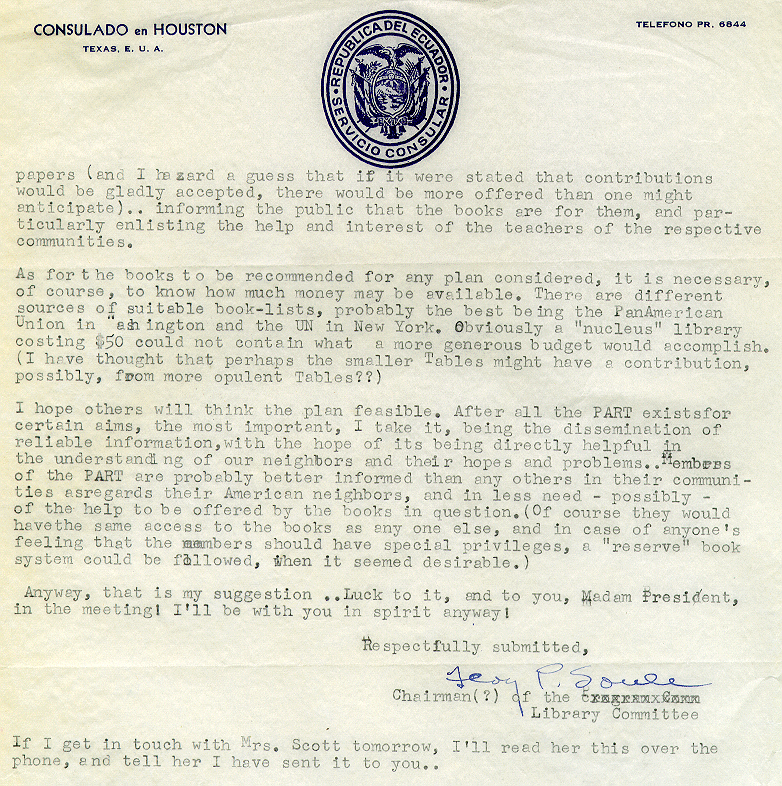 CONSULADO en HOUSTON
TEXAS, E. U. A.
TELEFONO PR. 6844
REPUBLICA DEL ECUADOR
SERVICIO CONSULAR
papers (and I hazard a guess that if it were stated that contributions
would be gladly accepted, there would be more offered than one might
anticipate).. informing the public that the books are for them, and par-
ticularly enlisting the help and interest of the teachers of the respective
communities.
As for the books to be recommended for any plan considered, it is necessary,
of course, to know how much money may be available. There are different
sources of suitable book-lists, probably the best being the PanAmerican
Union in "ashington and the UN in New York. Obviously a "nucleus" library
costing $50 could not contain what a more generous budget would accomplish.
(I have thought that perhaps the smaller Tables might have a contribution,
possibly, from more opulent Tables??)
I hope others will think the plan feasible. After all the PART existsfor
certain aims, the most important, I take it, being the dissemination of
reliable information,with the hope of its being directly helpful in
the understanding of our neighbors and their hopes and problems..Members
of the PART are probably better informed than any others in their communi-
ties asregards their American neighbors, and in less need - possibly -
of the help to be offered by the books in question.(Of course they would
havethe same access to the books as any one else, and in case of anyone's
feeling that the members should have special privileges, a "reserve" book
system could be followed, when it seemed desirable.)
Anyway, that is my suggestion ..Luck to it, and to you, Madam President,
in the meeting! I'll be with you in spirit anyway!
Respectfully submitted,
P. Soule
Chairman(?) of the
Library Committee
If I get in touch with Mrs. Scott tomorrow, I'll read her this over the
phone, and tell her I have sent it to you..